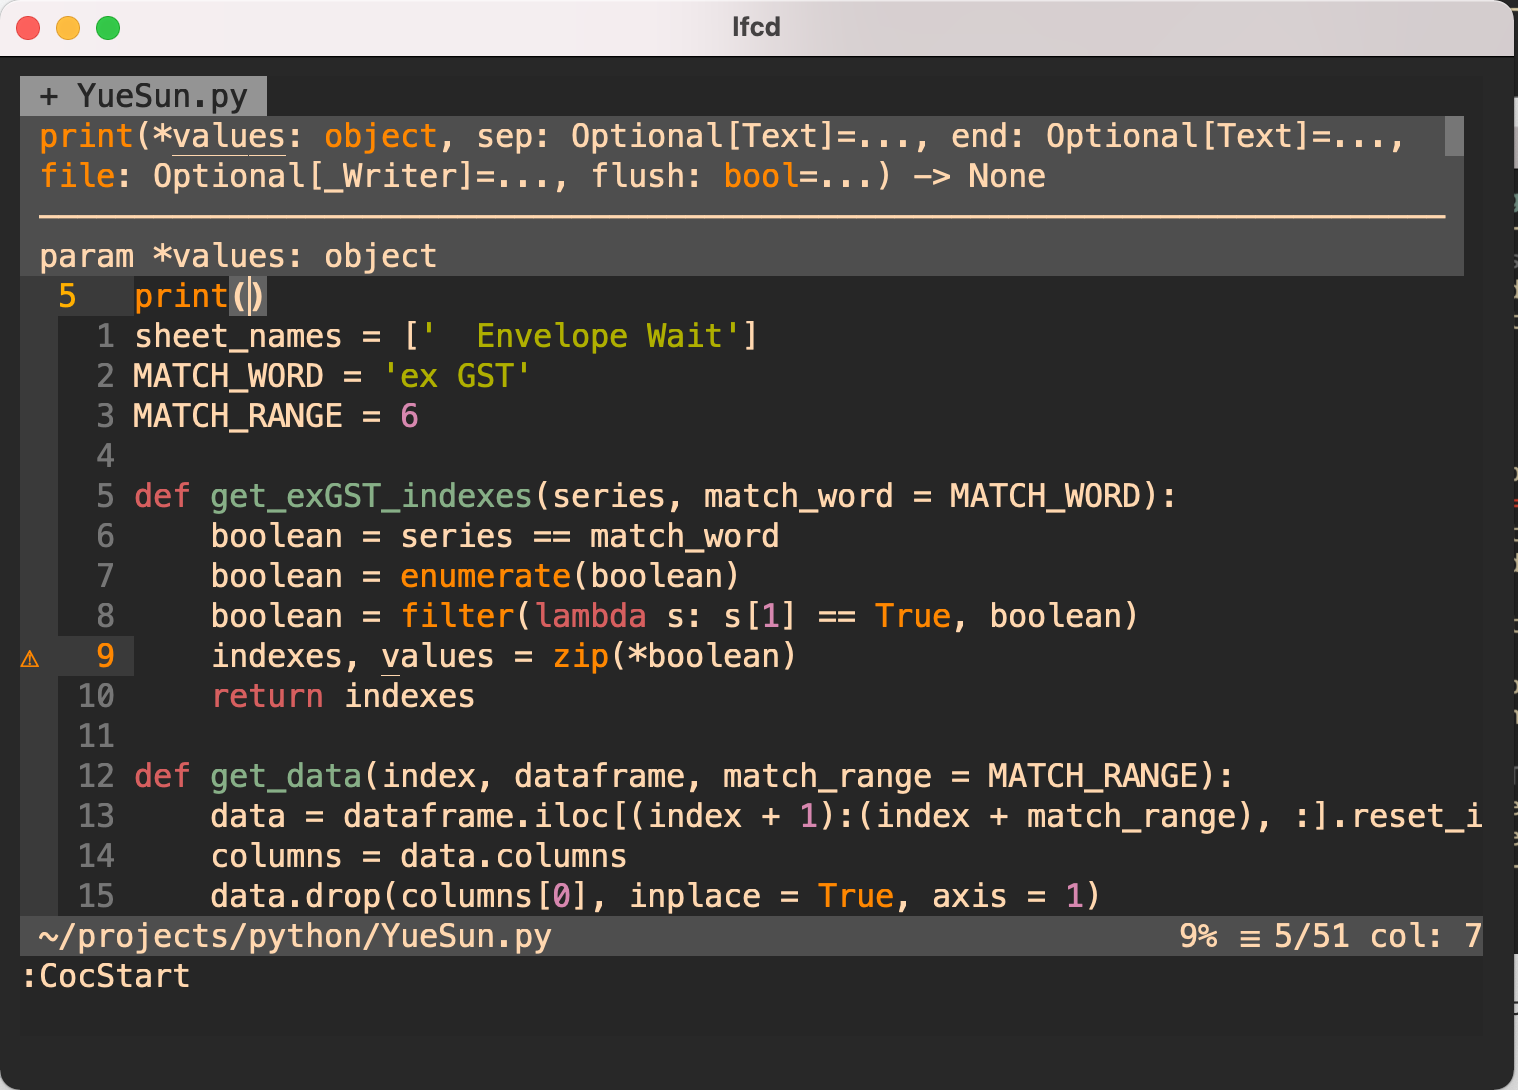 lfcd
+ YueSun.py
print(*values: object, sep: Optional[Text]=..., end: Optional[Text]=...,
file: Optional[_Writer]=..., flush: bool=...) -> None
param *values: object
5 print()
1 sheet_names = ['  Envelope Wait']
2 MATCH_WORD = 'ex GST'
3 MATCH_RANGE = 6
4
5 def get_exGST_indexes(series, match_word = MATCH_WORD):
6     boolean = series == match_word
7     boolean = enumerate(boolean)
8     boolean = filter(lambda s: s[1] == True, boolean)
⚠ 9     indexes, values = zip(*boolean)
10     return indexes
11
12 def get_data(index, dataframe, match_range = MATCH_RANGE):
13     data = dataframe.iloc[(index + 1):(index + match_range), :].reset_i
14     columns = data.columns
15     data.drop(columns[0], inplace = True, axis = 1)
~/projects/python/YueSun.py 9% ≡ 5/51 col: 7
:CocStart